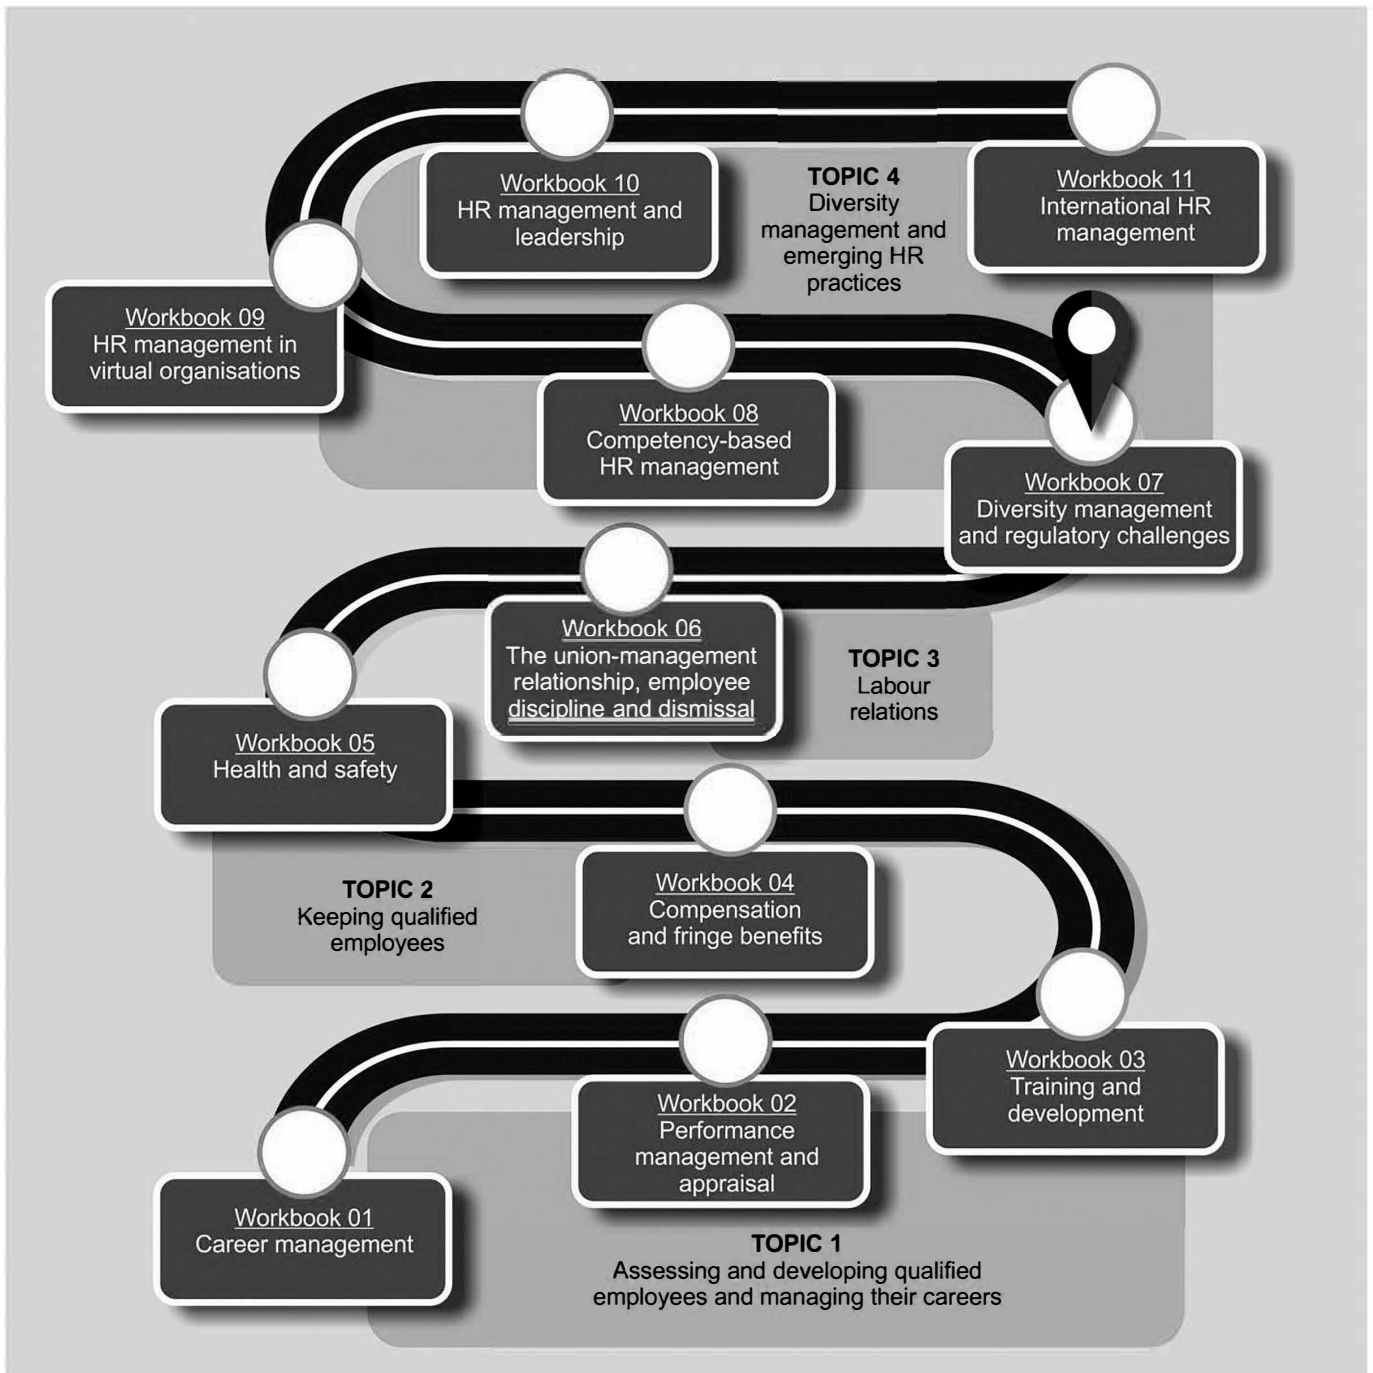 Workbook 10
HR management and
leadership
TOPIC 4
Diversity
management and
emerging HR
practices
Workbook 11
International HR
management
Workbook 09
HR management in
virtual organisations
Workbook 08
Competency-based
HR management
Workbook 07
Diversity management
and regulatory challenges
Workbook 06
The union-management
relationship, employee
discipline and dismissal
TOPIC 3
Labour
relations
Workbook 05
Health and safety
TOPIC 2
Keeping qualified
employees
Workbook 04
Compensation
and fringe benefits
Workbook 03
Training and
development
Workbook 02
Performance
management and
appraisal
Workbook 01
Career management
TOPIC 1
Assessing and developing qualified
employees and managing their careers